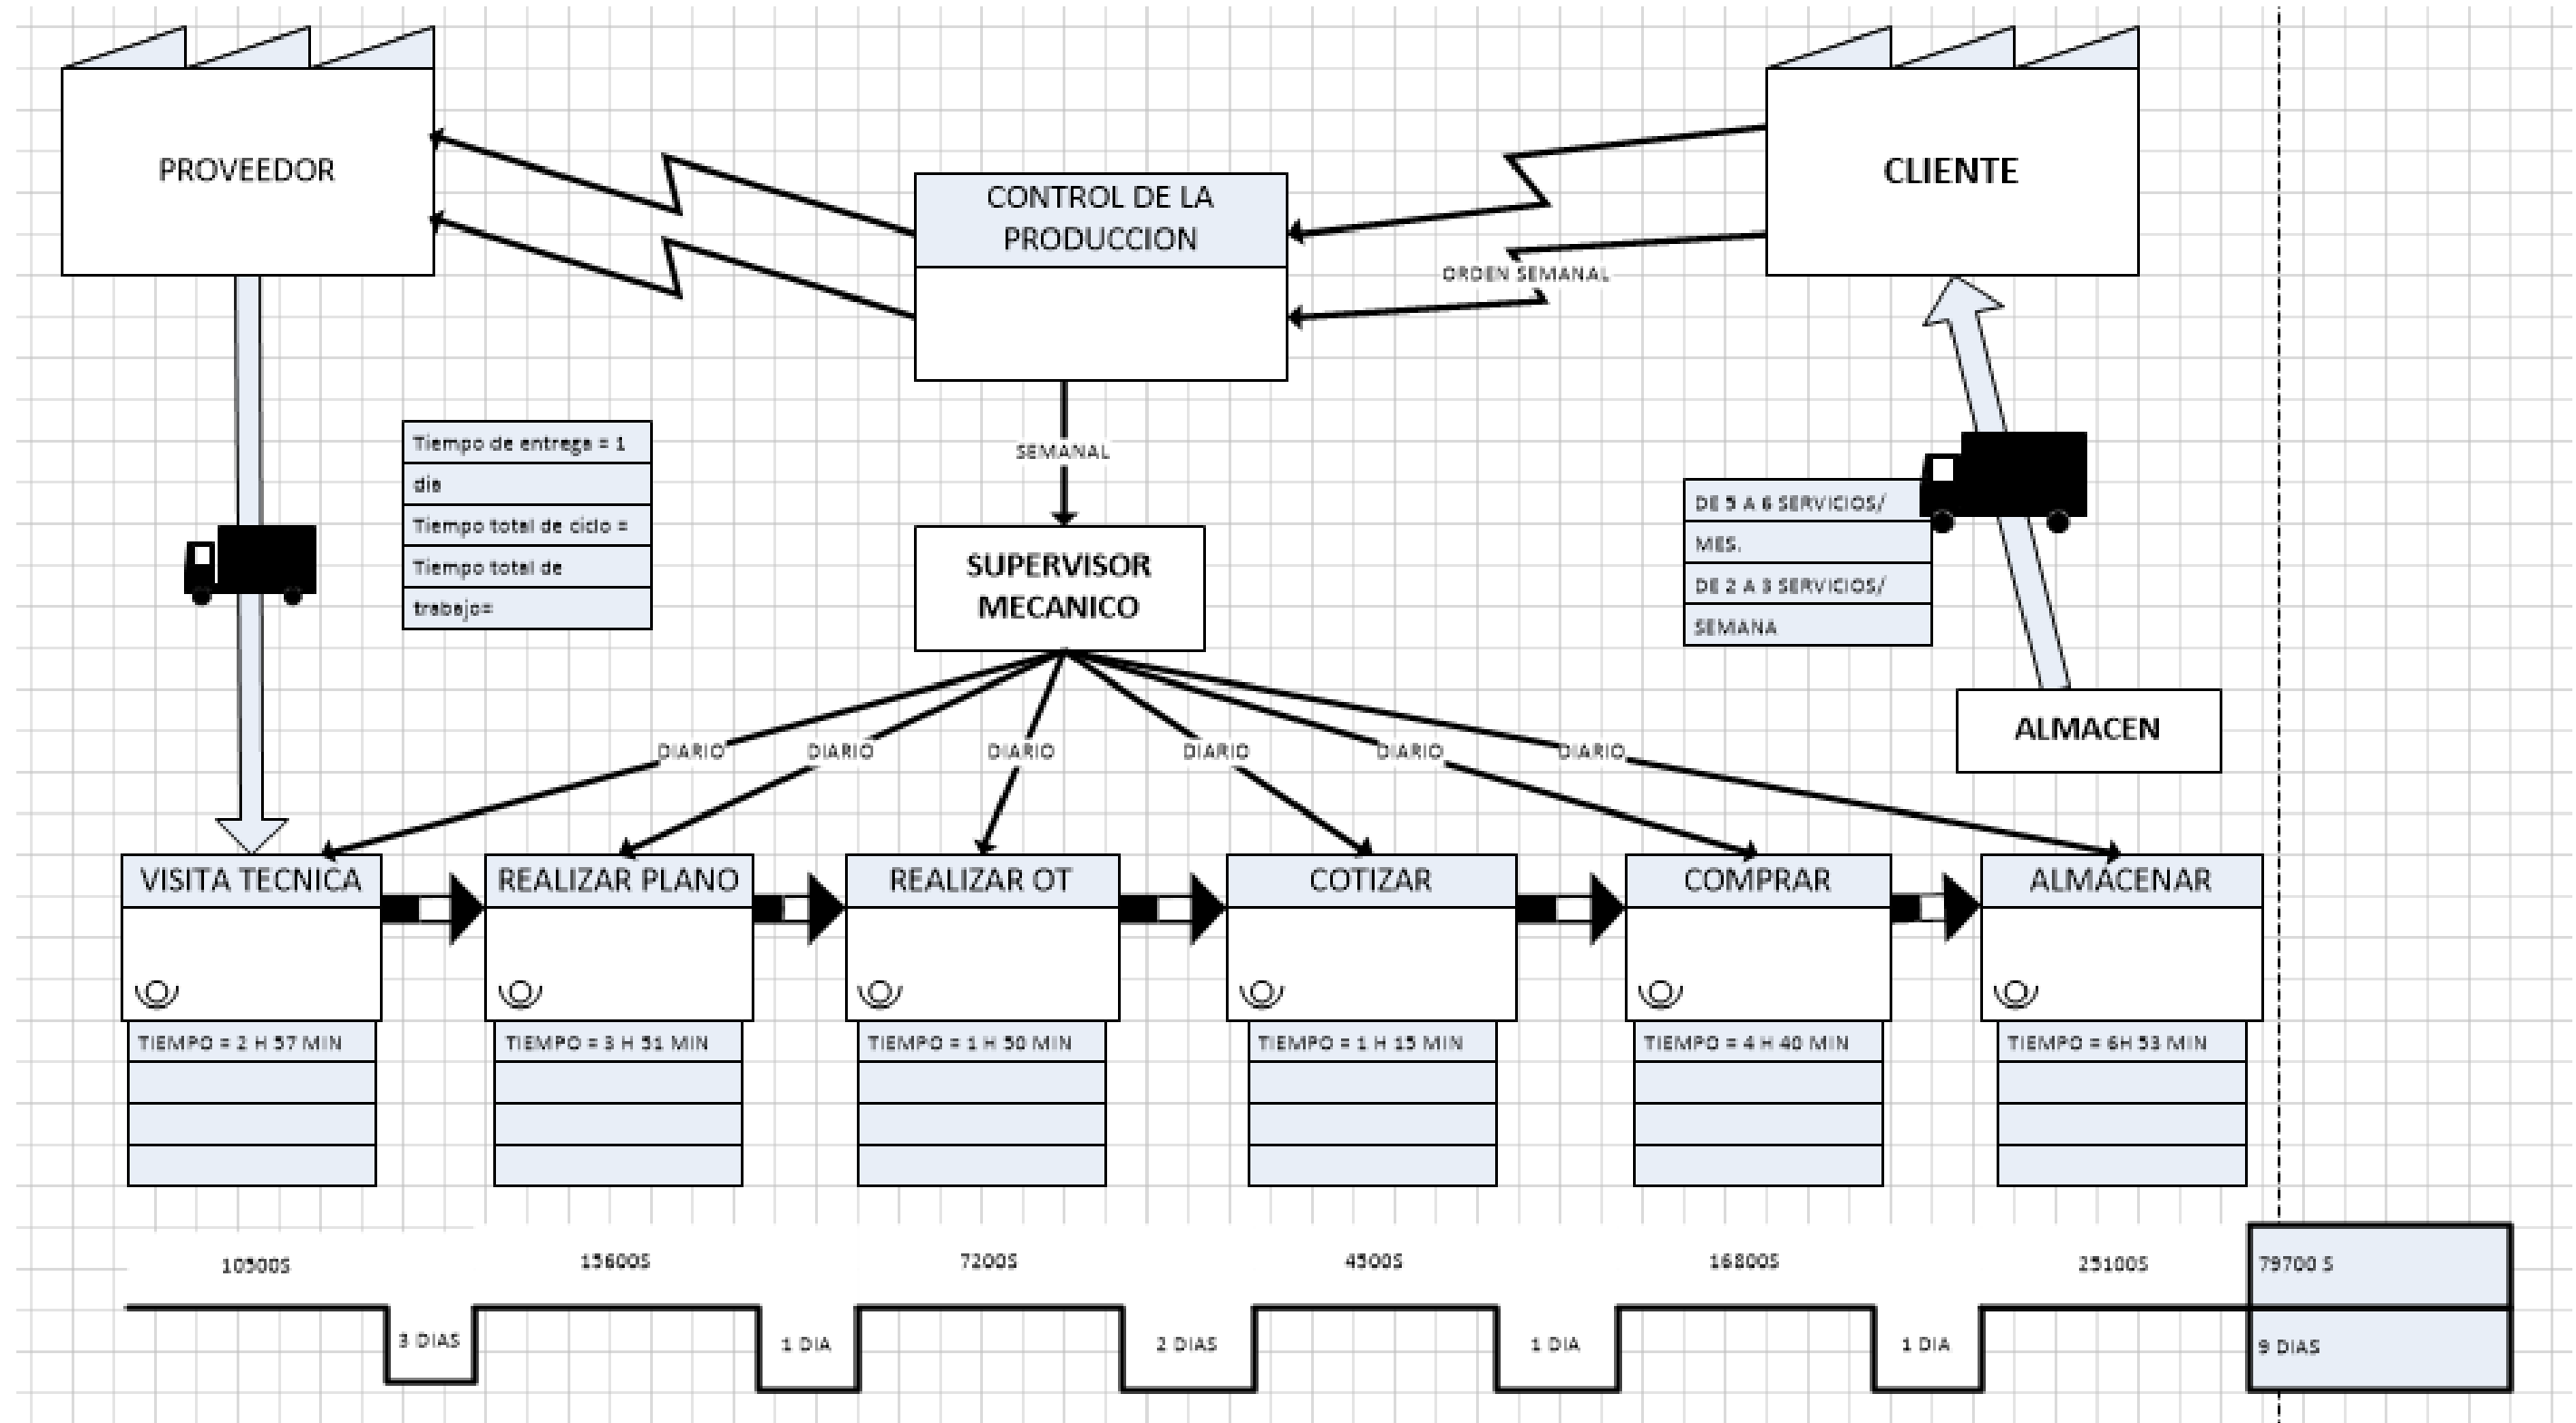 PROVEEDOR
CONTROL DE LA
PRODUCCION
CLIENTE
ORDEN SEMANAL
Tiempo de entrega = 1
dia
Tiempo total de ciclo =
Tiempo total de
trabajo=
SEMANAL
SUPERVISOR
MECANICO
DE 5 A 6 SERVICIOS/
MES.
DE 2 A 3 SERVICIOS/
SEMANA
ALMACEN
DIARIO
DIARIO
DIARIO
DIARIO
DIARIO
DIARIO
VISITA TECNICA
REALIZAR PLANO
REALIZAR OT
COTIZAR
COMPRAR
ALMACENAR
TIEMPO = 2 H 57 MIN
TIEMPO = 3 H 51 MIN
TIEMPO = 1 H 50 MIN
TIEMPO = 1 H 15 MIN
TIEMPO = 4 H 40 MIN
TIEMPO = 6H 53 MIN
10500S
15600S
7200S
4500S
16800S
25100S
79700 S
3 DIAS
1 DIA
2 DIAS
1 DIA
1 DIA
9 DIAS